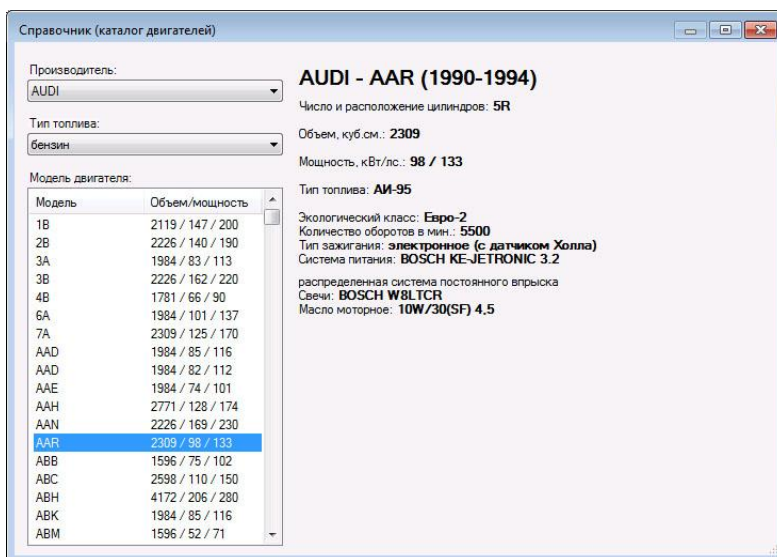 Справочник (каталог двигателей)
Производитель:
AUDI
Тип топлива:
бензин
Модель двигателя:
Модель Объем/мощность
1B 2119 / 147 / 200
2B 2226 / 140 / 190
3A 1984 / 83 / 113
3B 2226 / 162 / 220
4B 1781 / 66 / 90
6A 1984 / 101 / 137
7A 2309 / 125 / 170
AAD 1984 / 85 / 116
AAD 1984 / 82 / 112
AAE 1984 / 74 / 101
AAH 2771 / 128 / 174
AAN 2226 / 169 / 230
AAR 2309 / 98 / 133
ABB 1596 / 75 / 102
ABC 2598 / 110 / 150
ABH 4172 / 206 / 280
ABK 1984 / 85 / 116
ABM 1596 / 52 / 71
AUDI - AAR (1990-1994)
Число и расположение цилиндров: 5R
Объем, куб.см.: 2309
Мощность, кВт/лс.: 98 / 133
Тип топлива: АИ-95
Экологический класс: Евро-2
Количество оборотов в мин.: 5500
Тип зажигания: электронное (с датчиком Холла)
Система питания: BOSCH KE-JETRONIC 3.2
распределенная система постоянного впрыска
Свечи: BOSCH W8LTCR
Масло моторное: 10W/30(SF) 4,5